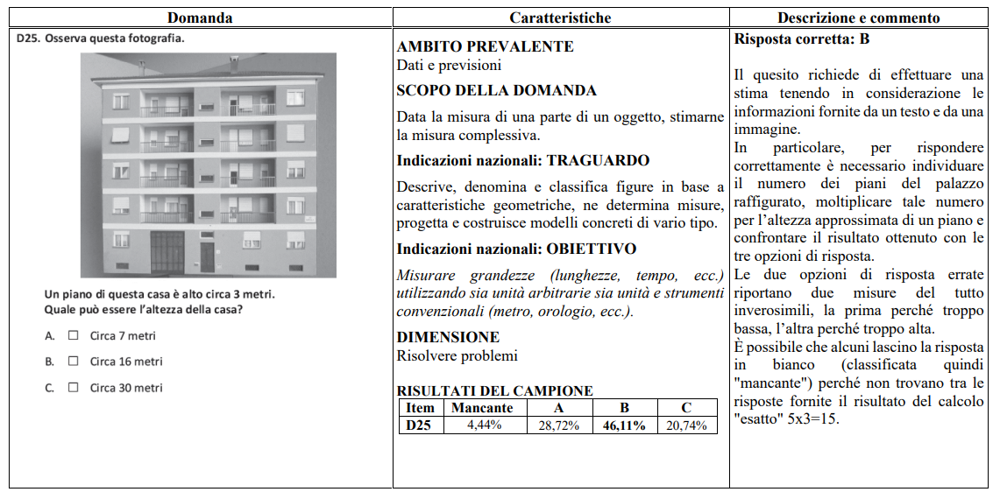 Domanda
D25. Osserva questa fotografia.
Un piano di questa casa è alto circa 3 metri.
Quale può essere l'altezza della casa?
A. ☐ Circa 7 metri
B. ☐ Circa 16 metri
C. ☐ Circa 30 metri
Caratteristiche
AMBITO PREVALENTE
Dati e previsioni
SCOPO DELLA DOMANDA
Data la misura di una parte di un oggetto, stimarne
la misura complessiva.
Indicazioni nazionali: TRAGUARDO
Descrive, denomina e classifica figure in base a
caratteristiche geometriche, ne determina misure,
progetta e costruisce modelli concreti di vario tipo.
Indicazioni nazionali: OBIETTIVO
Misurare grandezze (lunghezze, tempo, ecc.)
utilizzando sia unità arbitrarie sia unità e strumenti
convenzionali (metro, orologio, ecc.).
DIMENSIONE
Risolvere problemi
RISULTATI DEL CAMPIONE
Item Mancante A B C
D25 4,44% 28,72% 46,11% 20,74%
Descrizione e commento
Risposta corretta: B
Il quesito richiede di effettuare una
stima tenendo in considerazione le
informazioni fornite da un testo e da una
immagine.
In particolare, per rispondere
correttamente è necessario individuare
il numero dei piani del palazzo
raffigurato, moltiplicare tale numero
per l'altezza approssimata di un piano e
confrontare il risultato ottenuto con le
tre opzioni di risposta.
Le due opzioni di risposta errate
riportano due misure del tutto
inverosimili, la prima perché troppo
bassa, l'altra perché troppo alta.
È possibile che alcuni lascino la risposta
in bianco (classificata quindi
"mancante") perché non trovano tra le
risposte fornite il risultato del calcolo
"esatto" 5x3=15.